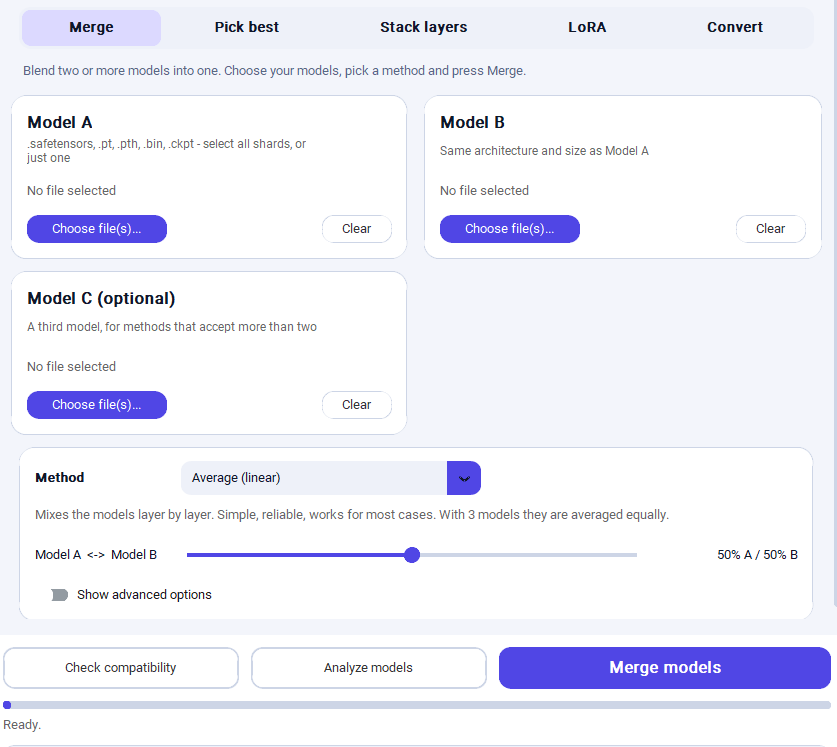 Merge Pick best Stack layers LoRA Convert
Blend two or more models into one. Choose your models, pick a method and press Merge.
Model A
.safetensors, .pt, .pth, .bin, .ckpt - select all shards, or
just one
No file selected
Choose file(s)... Clear
Model B
Same architecture and size as Model A
No file selected
Choose file(s)... Clear
Model C (optional)
A third model, for methods that accept more than two
No file selected
Choose file(s)... Clear
Method Average (linear)
Mixes the models layer by layer. Simple, reliable, works for most cases. With 3 models they are averaged equally.
Model A <-> Model B 50% A / 50% B
Show advanced options
Check compatibility Analyze models Merge models
Ready.